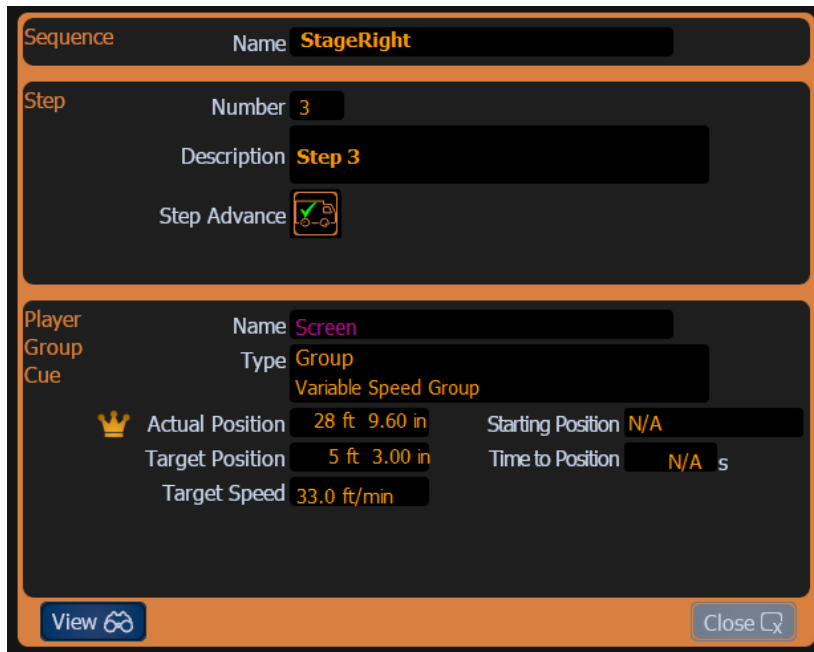 Sequence
Name StageRight
Step
Number 3
Description Step 3
Step Advance
Player
Group
Cue
Name Screen
Type Group
Variable Speed Group
Actual Position 28 ft 9.60 in Starting Position N/A
Target Position 5 ft 3.00 in Time to Position N/A s
Target Speed 33.0 ft/min
View Close